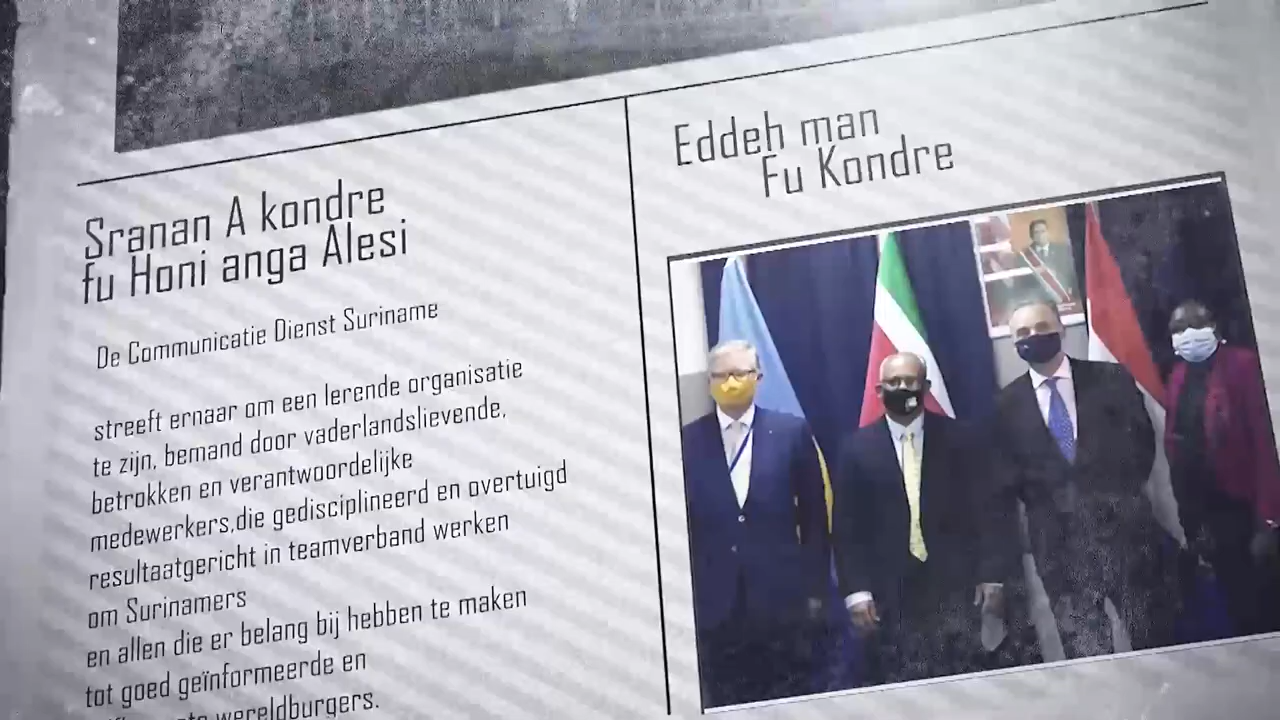 Sranan A kondre
fu Honi anga Alesi
De Communicatie Dienst Suriname
streeft ernaar om een lerende organisatie
te zijn, bemand door vaderlandslievende,
betrokken en verantwoordelijke
medewerkers,die gedisciplineerd en overtuigd
resultaatgericht in teamverband werken
om Surinamers
en allen die er belang bij hebben te maken
tot goed geïnformeerde en
wereldburgers.
Eddeh man
Fu Kondre